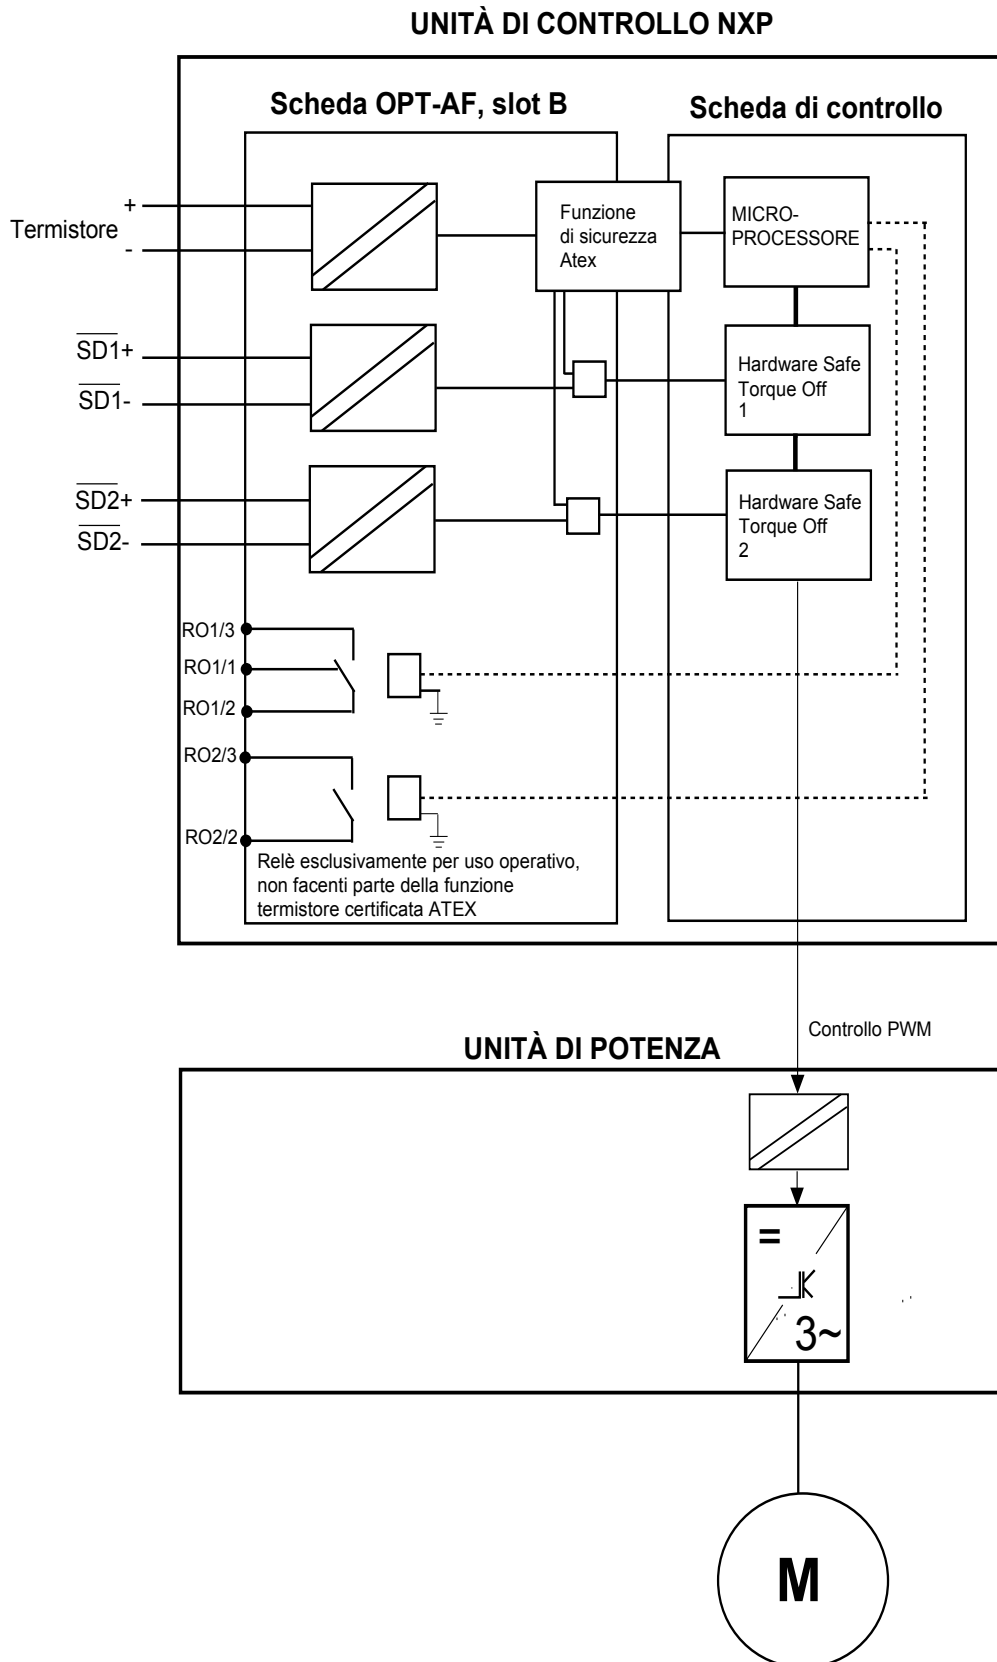 UNITÀ DI CONTROLLO NXP
Scheda OPT-AF, slot B
Scheda di controllo
Termistore
+
-
Funzione
di sicurezza
Atex
MICRO-
PROCESSORE
SD1+
SD1-
Hardware Safe
Torque Off
1
SD2+
SD2-
Hardware Safe
Torque Off
2
RO1/3
RO1/1
RO1/2
RO2/3
RO2/2
Relè esclusivamente per uso operativo,
non facenti parte della funzione
termistore certificata ATEX
Controllo PWM
UNITÀ DI POTENZA
=
3~
M